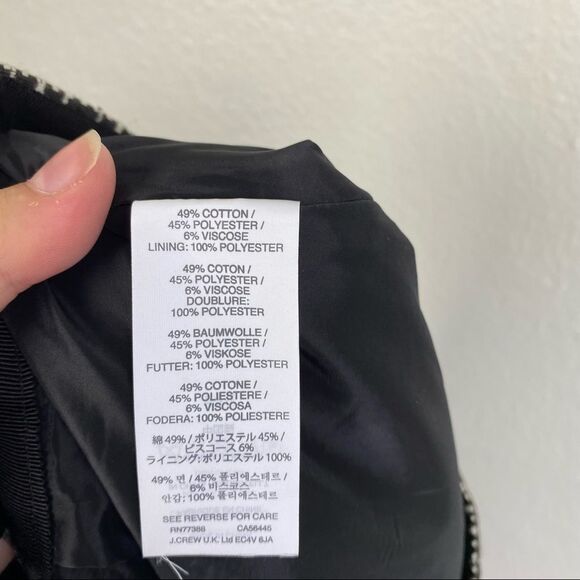 49% COTTON /
45% POLYESTER /
6% VISCOSE
LINING: 100% POLYESTER
49% COTON /
45% POLYESTER /
6% VISCOSE
DOUBLURE:
100% POLYESTER
49% BAUMWOLLE /
45% POLYESTER /
6% VISKOSE
FUTTER: 100% POLYESTER
49% COTONE /
45% POLIESTERE /
6% VISCOSA
FODERA: 100% POLIESTERE
綿 49% / ポリエステル 45% /
ビスコース 6%
ライニング: ポリエステル 100%
49% 면 / 45% 폴리에스테르 /
6% 비스코스
안감: 100% 폴리에스테르
SEE REVERSE FOR CARE
RN77388 CA56445
J.CREW U.K. Ltd EC4V 6JA